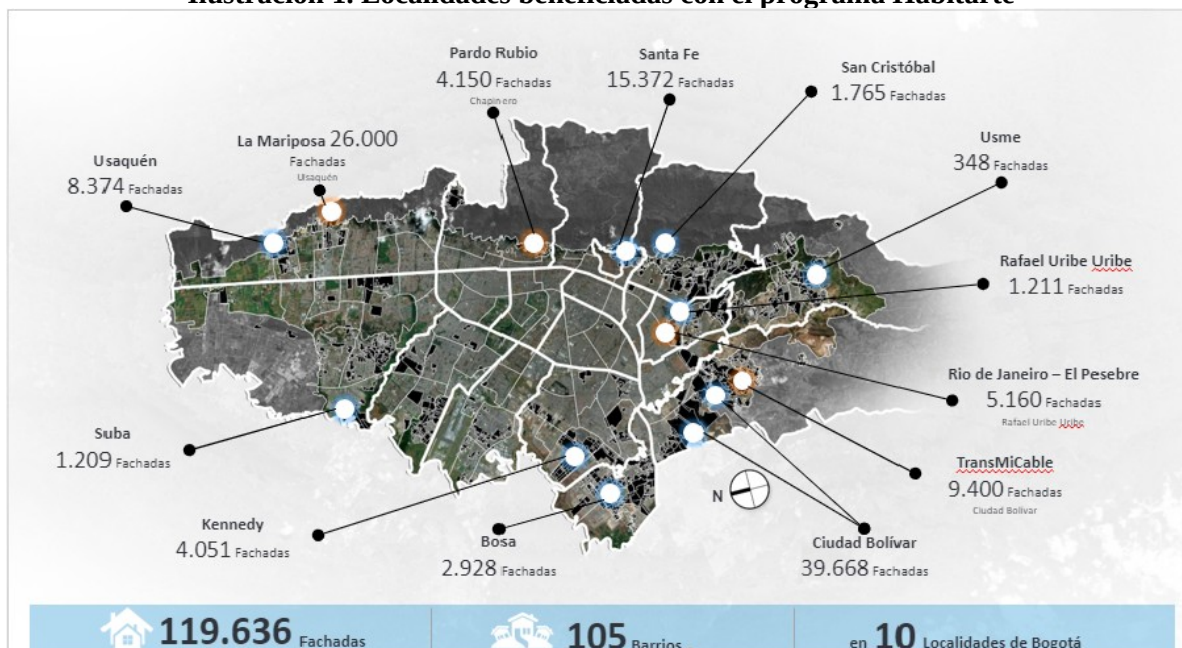 Ilustración 1. Localidades beneficiadas con el programa Habitarte
Pardo Rubio
4.150 Fachadas
Chapinero
Santa Fe
15.372 Fachadas
San Cristóbal
1.765 Fachadas
La Mariposa 26.000
Fachadas
Usaquén
Usaquén
8.374 Fachadas
Usme
348 Fachadas
Rafael Uribe Uribe
1.211 Fachadas
Rio de Janeiro – El Pesebre
5.160 Fachadas
Rafael Uribe Uribe
Suba
1.209 Fachadas
TransMiCable
9.400 Fachadas
Ciudad Bolívar
N
Kennedy
4.051 Fachadas
Bosa
2.928 Fachadas
Ciudad Bolívar
39.668 Fachadas
119.636 Fachadas
105 Barrios
en 10 Localidades de Bogotá